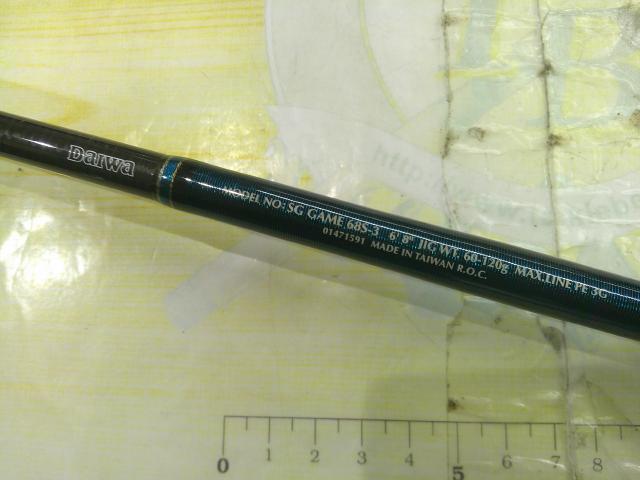 Daiwa
MODEL NO: SG GAME 68S-3 6' 8" JIG WT. 60-120g MAX.LINE PE 3G
01471591 MADE IN TAIWAN R.O.C.
http:
0 1 2 3 4 5 6 7 8